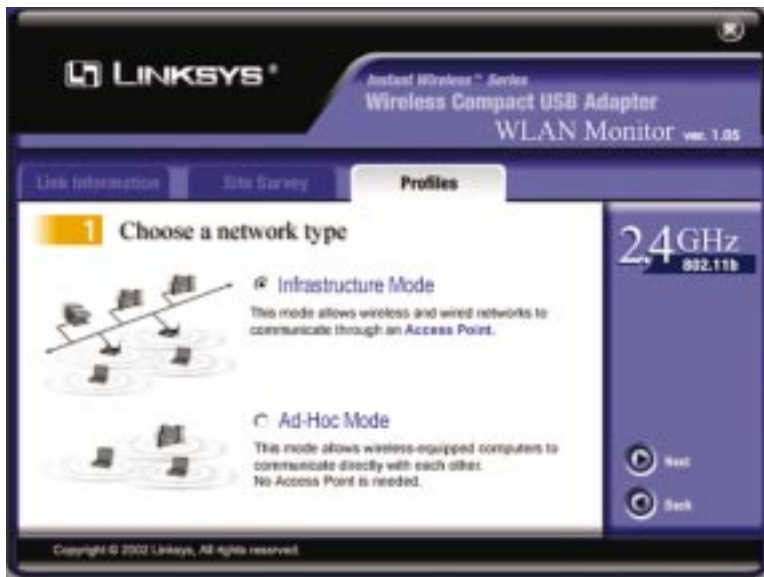 LINKSYS®
Instant Wireless™ Series
Wireless Compact USB Adapter
WLAN Monitor ver. 1.05
Link Information
Site Survey
Profiles
1 Choose a network type
2.4GHz
802.11b
Infrastructure Mode
This mode allows wireless and wired networks to
communicate through an Access Point.
Ad-Hoc Mode
This mode allows wireless-equipped computers to
communicate directly with each other.
No Access Point is needed.
Next
Back
Copyright © 2002 Linksys, All rights reserved.